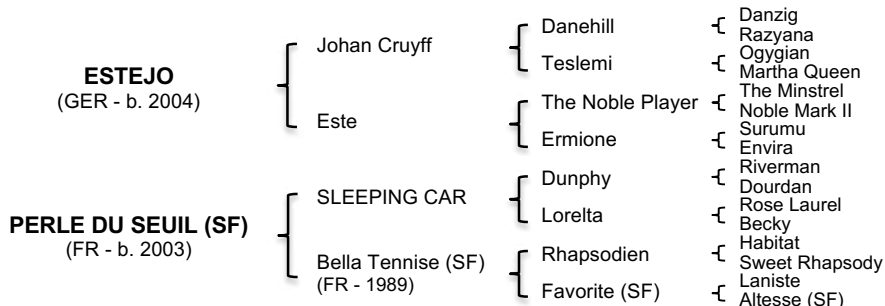 ESTEJO
(GER - b. 2004)
Johan Cruyff
Este
Danehill
Teslemi
The Noble Player
Ermione
Danzig
Razyana
Ogygian
Martha Queen
The Minstrel
Noble Mark II
Surumu
Envira
PERLE DU SEUIL (SF)
(FR - b. 2003)
SLEEPING CAR
Bella Tennise (SF)
(FR - 1989)
Dunphy
Lorelta
Rhapsodien
Favorite (SF)
Riverman
Dourdan
Rose Laurel
Becky
Habitat
Sweet Rhapsody
Laniste
Altesse (SF)